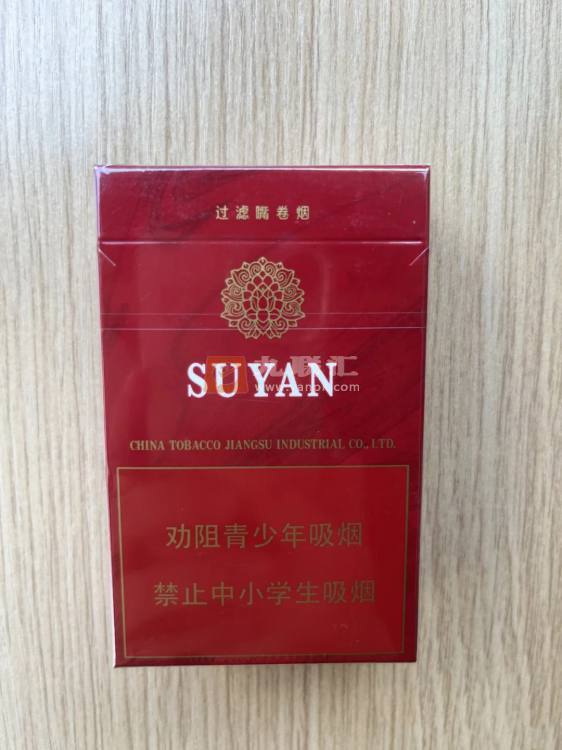 过滤嘴卷烟
SUYAN
CHINA TOBACCO JIANGSU INDUSTRIAL CO., LTD.
劝阻青少年吸烟
禁止中小学生吸烟